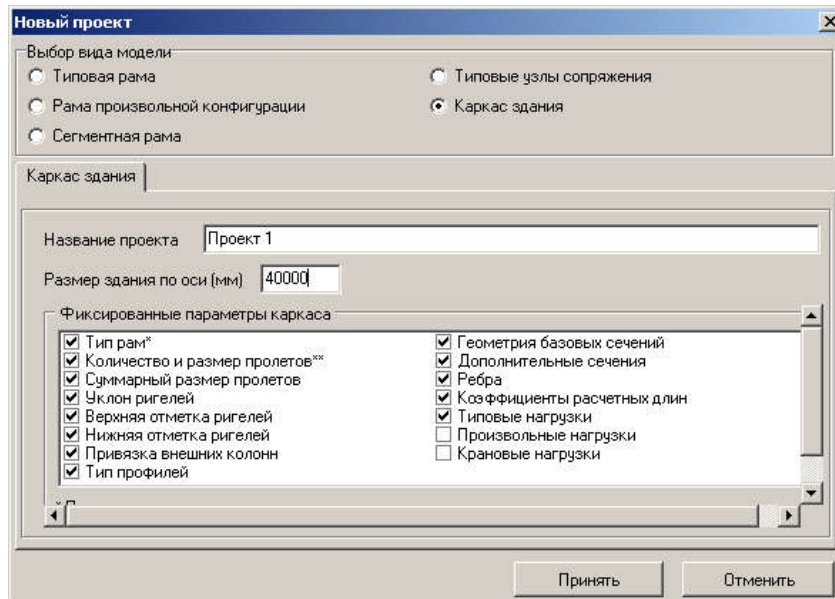 Новый проект
Выбор вида модели
Типовая рама
Типовые узлы сопряжения
Рама произвольной конфигурации
Каркас здания
Сегментная рама
Каркас здания
Название проекта Проект 1
Размер здания по оси (мм) 40000
Фиксированные параметры каркаса
Тип рам*
Количество и размер пролетов**
Суммарный размер пролетов
Уклон ригелей
Верхняя отметка ригелей
Нижняя отметка ригелей
Привязка внешних колонн
Тип профилей
Геометрия базовых сечений
Дополнительные сечения
Ребра
Коэффициенты расчетных длин
Типовые нагрузки
Произвольные нагрузки
Крановые нагрузки
Принять
Отменить